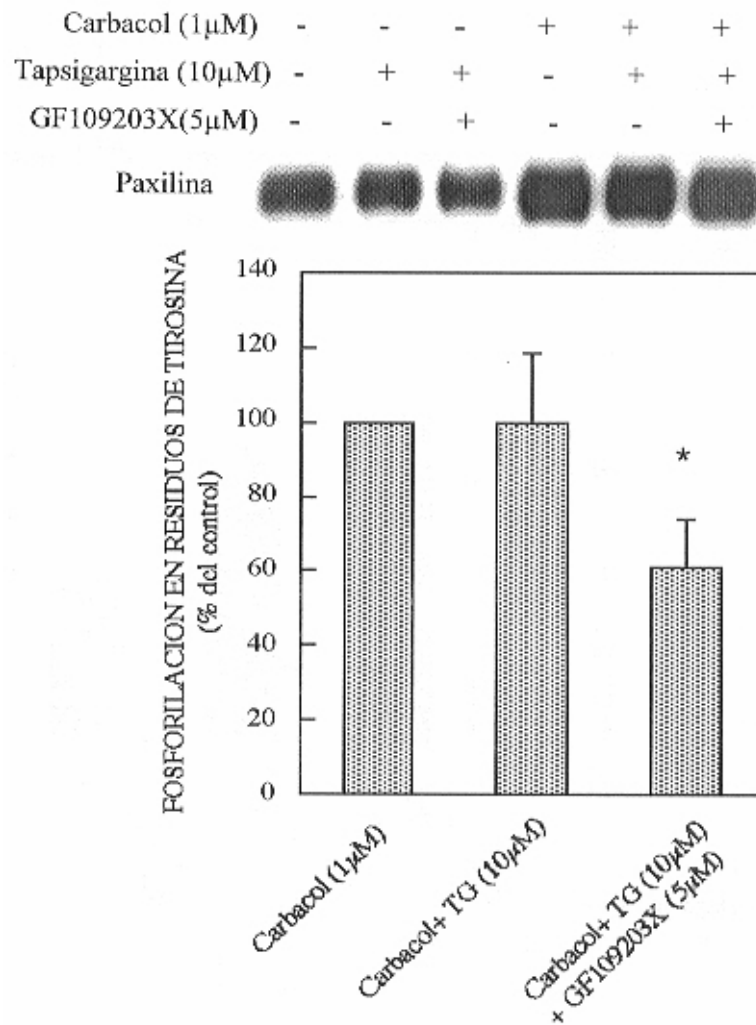 Carbacol (1μM) - - - + + +
Tapsigargina (10μM) - + + - + +
GF109203X(5μM) - - + - - +
Paxilina
FOSFORILACION EN RESIDUOS DE TIROSINA
(% del control)
140
120
100
80
60
40
20
0
*
Carbacol (1μM)
Carbacol+ TG (10μM)
Carbacol+ TG (10μM)
+ GF109203X (5μM)